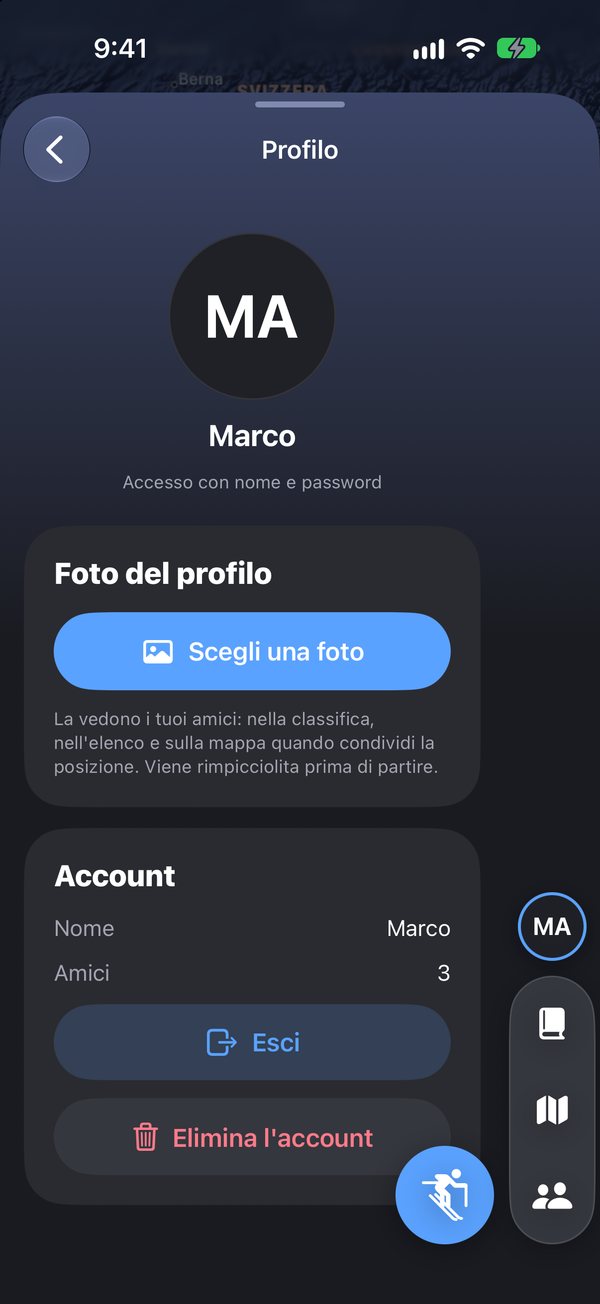 9:41
Berna
SVIZZERA
Profilo
MA
Marco
Accesso con nome e password
Foto del profilo
Scegli una foto
La vedono i tuoi amici: nella classifica,
nell'elenco e sulla mappa quando condividi la
posizione. Viene rimpicciolita prima di partire.
Account
Nome Marco
Amici 3
Esci
Elimina l'account
MA